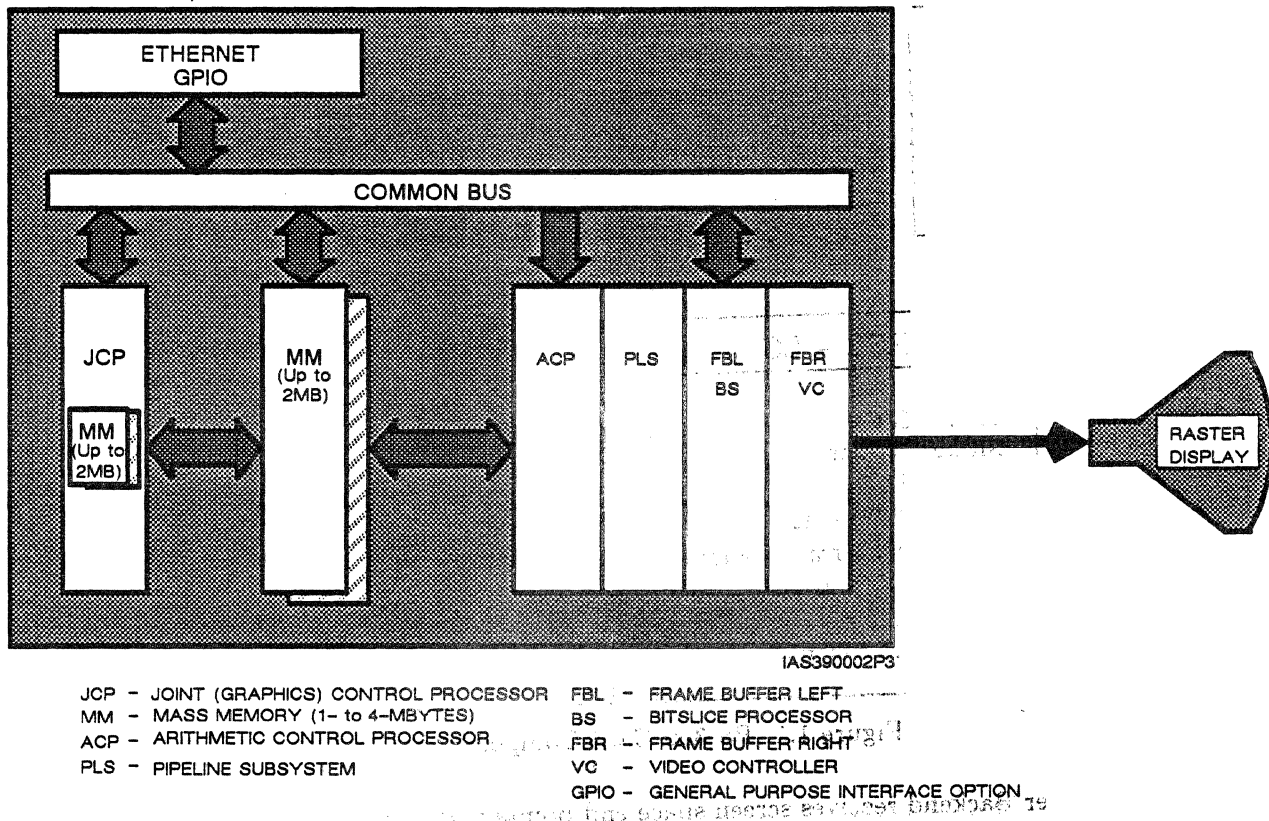 ETHERNET
GPIO
COMMON BUS
JCP
MM
(Up to
2MB)
MM
(Up to
2MB)
ACP
PLS
FBL
BS
FBR
VC
RASTER
DISPLAY
IAS390002P3
JCP - JOINT (GRAPHICS) CONTROL PROCESSOR
MM - MASS MEMORY (1- to 4-MBYTES)
ACP - ARITHMETIC CONTROL PROCESSOR
PLS - PIPELINE SUBSYSTEM
FBL - FRAME BUFFER LEFT
BS - BITSLICE PROCESSOR
FBR - FRAME BUFFER RIGHT
VC - VIDEO CONTROLLER
GPIO - GENERAL PURPOSE INTERFACE OPTION